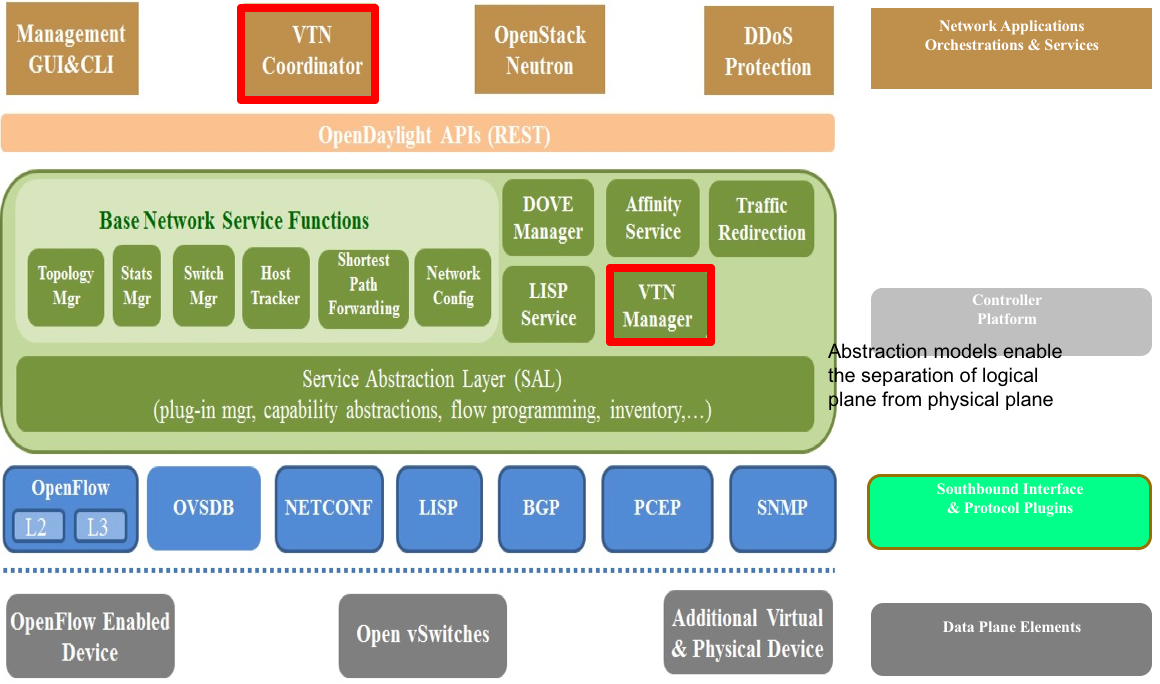 Management
GUI&CLI
VTN
Coordinator
OpenStack
Neutron
DDoS
Protection
Network Applications
Orchestrations & Services
OpenDaylight APIs (REST)
Base Network Service Functions
Topology
Mgr
Stats
Mgr
Switch
Mgr
Host
Tracker
Shortest
Path
Forwarding
Network
Config
DOVE
Manager
Affinity
Service
Traffic
Redirection
LISP
Service
VTN
Manager
Controller
Platform
Abstraction models enable
the separation of logical
plane from physical plane
Service Abstraction Layer (SAL)
(plug-in mgr, capability abstractions, flow programming, inventory,…)
OpenFlow
L2
L3
OVSDB
NETCONF
LISP
BGP
PCEP
SNMP
Southbound Interface
& Protocol Plugins
OpenFlow Enabled
Device
Open vSwitches
Additional Virtual
& Physical Device
Data Plane Elements